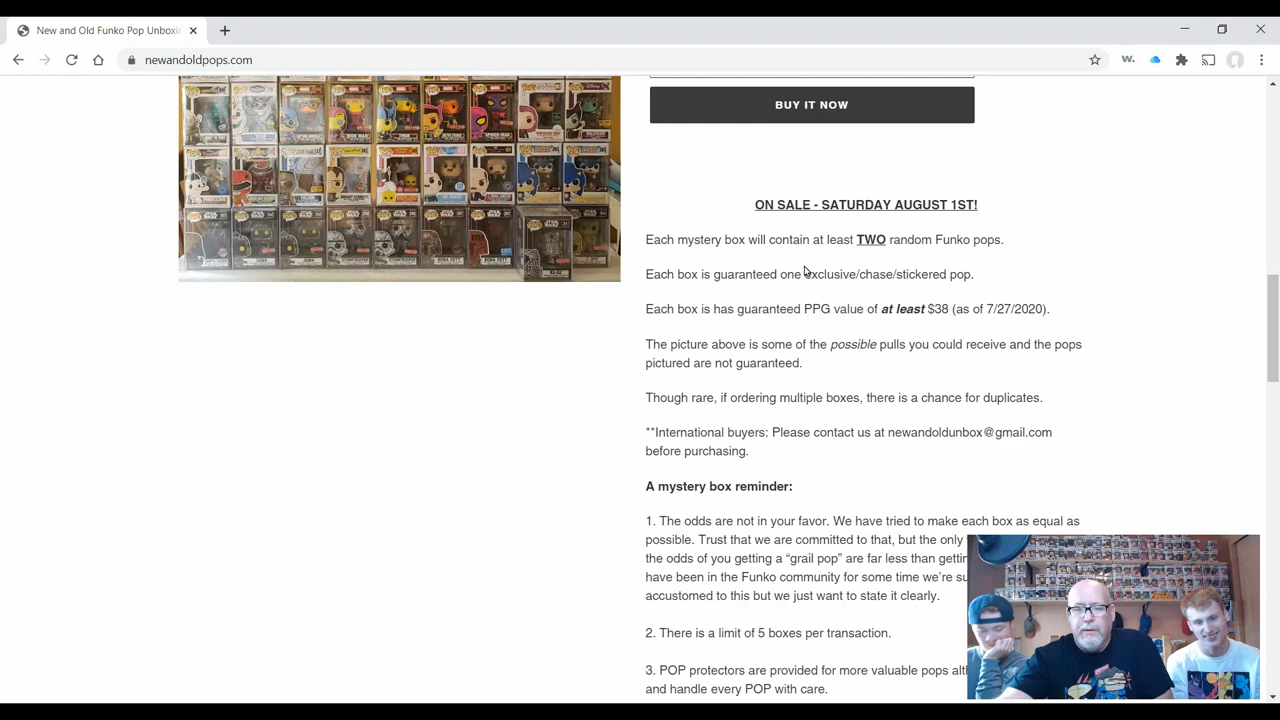 New and Old Funko Pop Unboxi
newandoldpops.com
BUY IT NOW
ON SALE - SATURDAY AUGUST 1ST!
Each mystery box will contain at least TWO random Funko pops.
Each box is guaranteed one exclusive/chase/stickered pop.
Each box is has guaranteed PPG value of at least $38 (as of 7/27/2020).
The picture above is some of the possible pulls you could receive and the pops
pictured are not guaranteed.
Though rare, if ordering multiple boxes, there is a chance for duplicates.
**International buyers: Please contact us at newandoldunbox@gmail.com
before purchasing.
A mystery box reminder:
1. The odds are not in your favor. We have tried to make each box as equal as
possible. Trust that we are committed to that, but the only
the odds of you getting a “grail pop” are far less than gettin
have been in the Funko community for some time we’re su
accustomed to this but we just want to state it clearly.
2. There is a limit of 5 boxes per transaction.
3. POP protectors are provided for more valuable pops alt
and handle every POP with care.